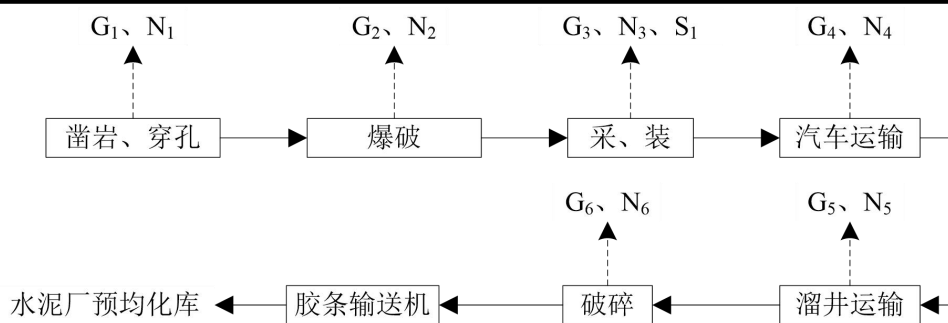 G₁、N₁ G₂、N₂ G₃、N₃、S₁ G₄、N₄
凿岩、穿孔 爆破 采、装 汽车运输
G₆、N₆ G₅、N₅
水泥厂预均化库 胶条输送机 破碎 溜井运输